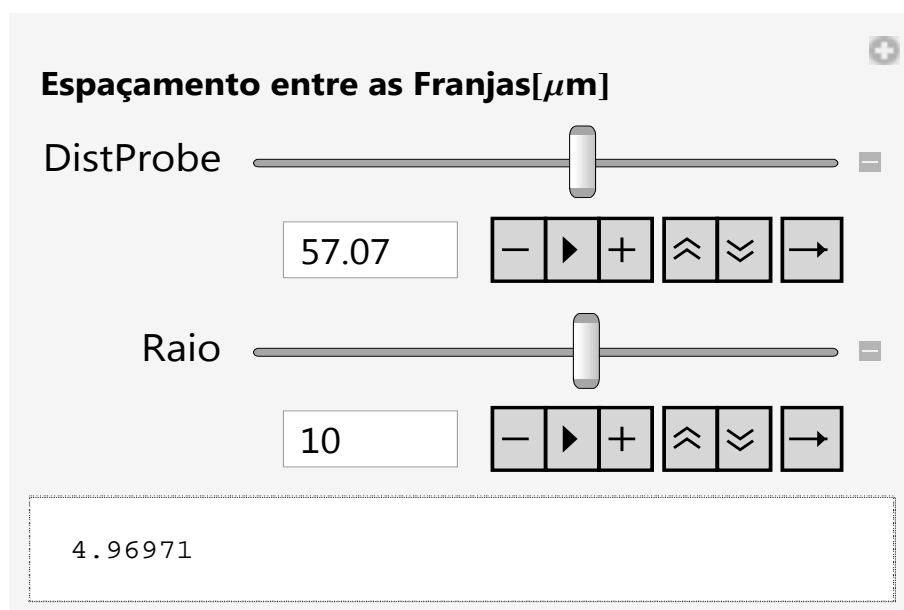 Espaçamento entre as Franjas[μm]
DistProbe
57.07
Raio
10
4.96971